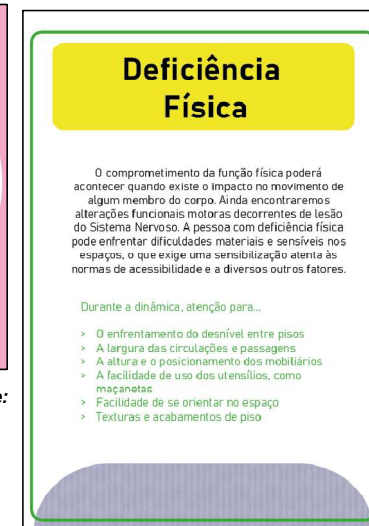 Deficiência
Física
O comprometimento da função física poderá
acontecer quando existe o impacto no movimento de
algum membro do corpo. Ainda encontraremos
alterações funcionais motoras decorrentes de lesão
do Sistema Nervoso. A pessoa com deficiência física
pode enfrentar dificuldades materiais e sensíveis nos
espaços, o que exige uma sensibilização atenta às
normas de acessibilidade e a diversos outros fatores.
Durante a dinâmica, atenção para...
> O enfrentamento do desnível entre pisos
> A largura das circulações e passagens
> A altura e o posicionamento dos mobiliários
> A facilidade de uso dos utensílios, como
maçanetas
> Facilidade de se orientar no espaço
> Texturas e acabamentos de piso